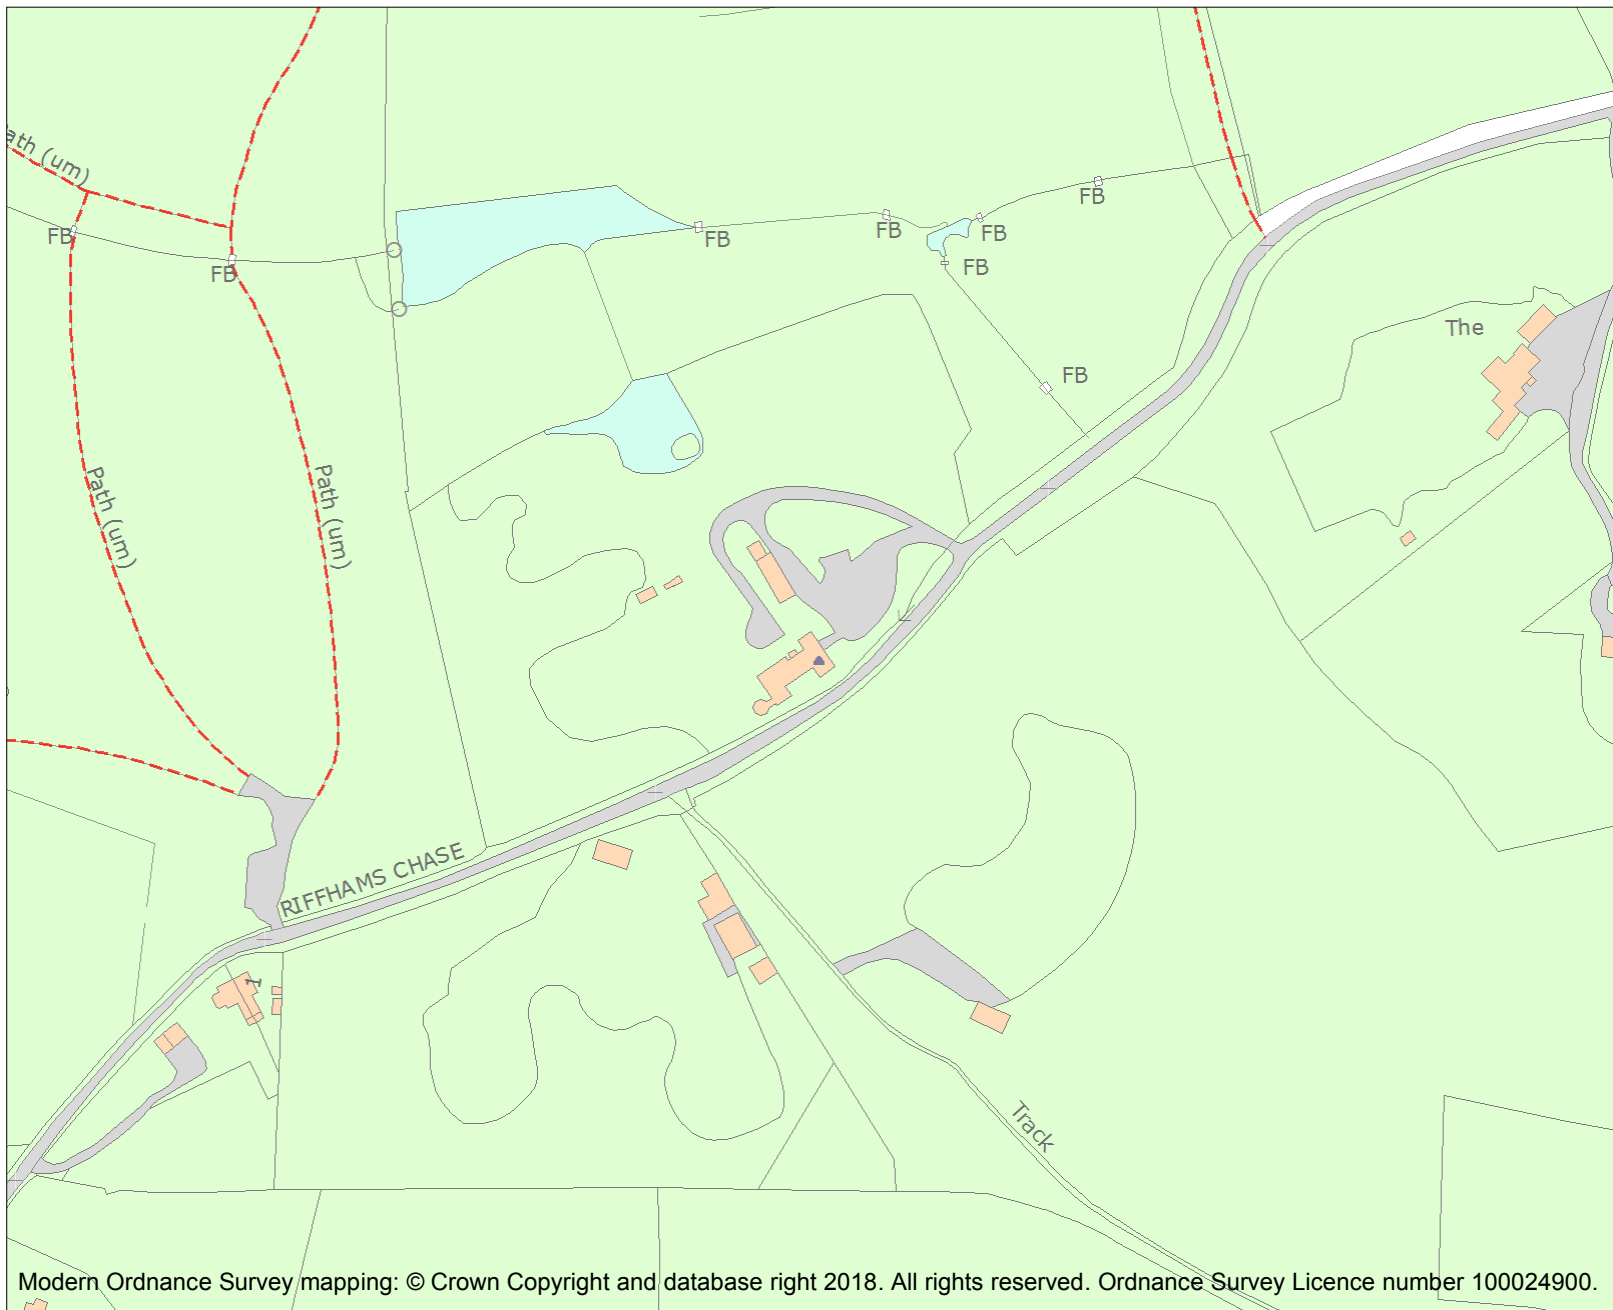 ath (um)
FB
FB
FB
FB
FB
FB
FB
FB
The
Path (um)
Path (um)
RIFFHAMS CHASE
1
Track
Modern Ordnance Survey mapping: © Crown Copyright and database right 2018. All rights reserved. Ordnance Survey Licence number 100024900.